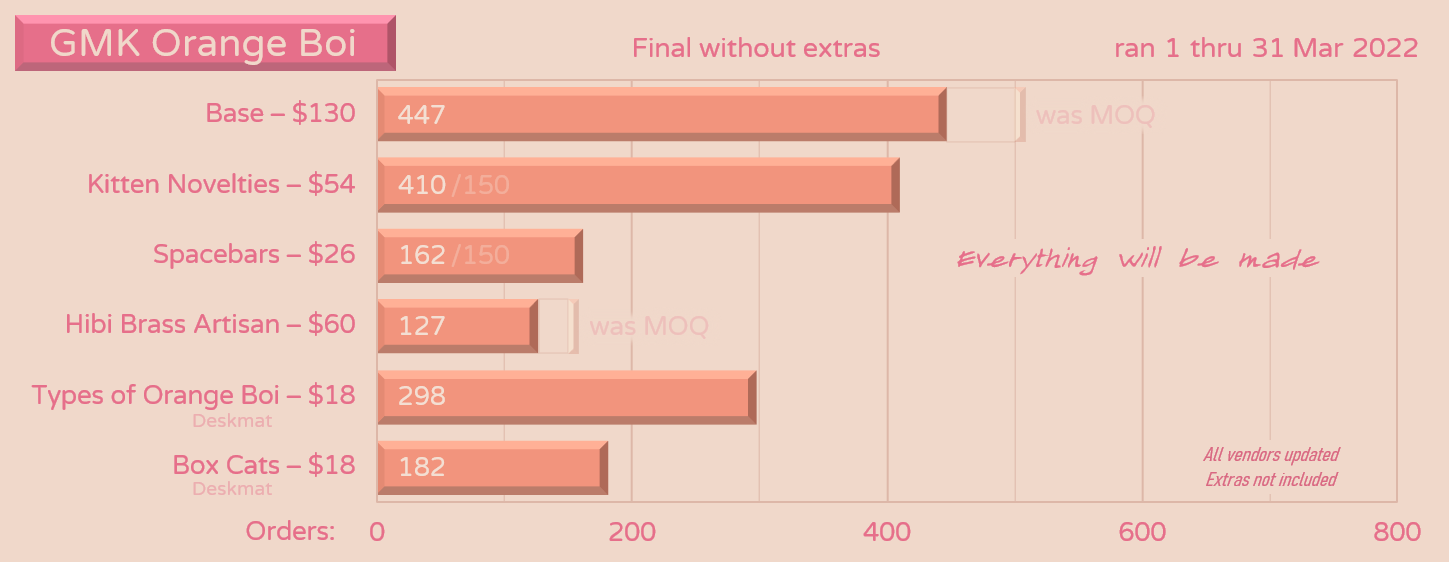 GMK Orange Boi
Final without extras
ran 1 thru 31 Mar 2022
Base – $130
447
was MOQ
Kitten Novelties – $54
410 /150
Spacebars – $26
162 /150
Everything will be made
Hibi Brass Artisan – $60
127
was MOQ
Types of Orange Boi – $18
Deskmat
298
Box Cats – $18
Deskmat
182
All vendors updated
Extras not included
Orders: 0 200 400 600 800